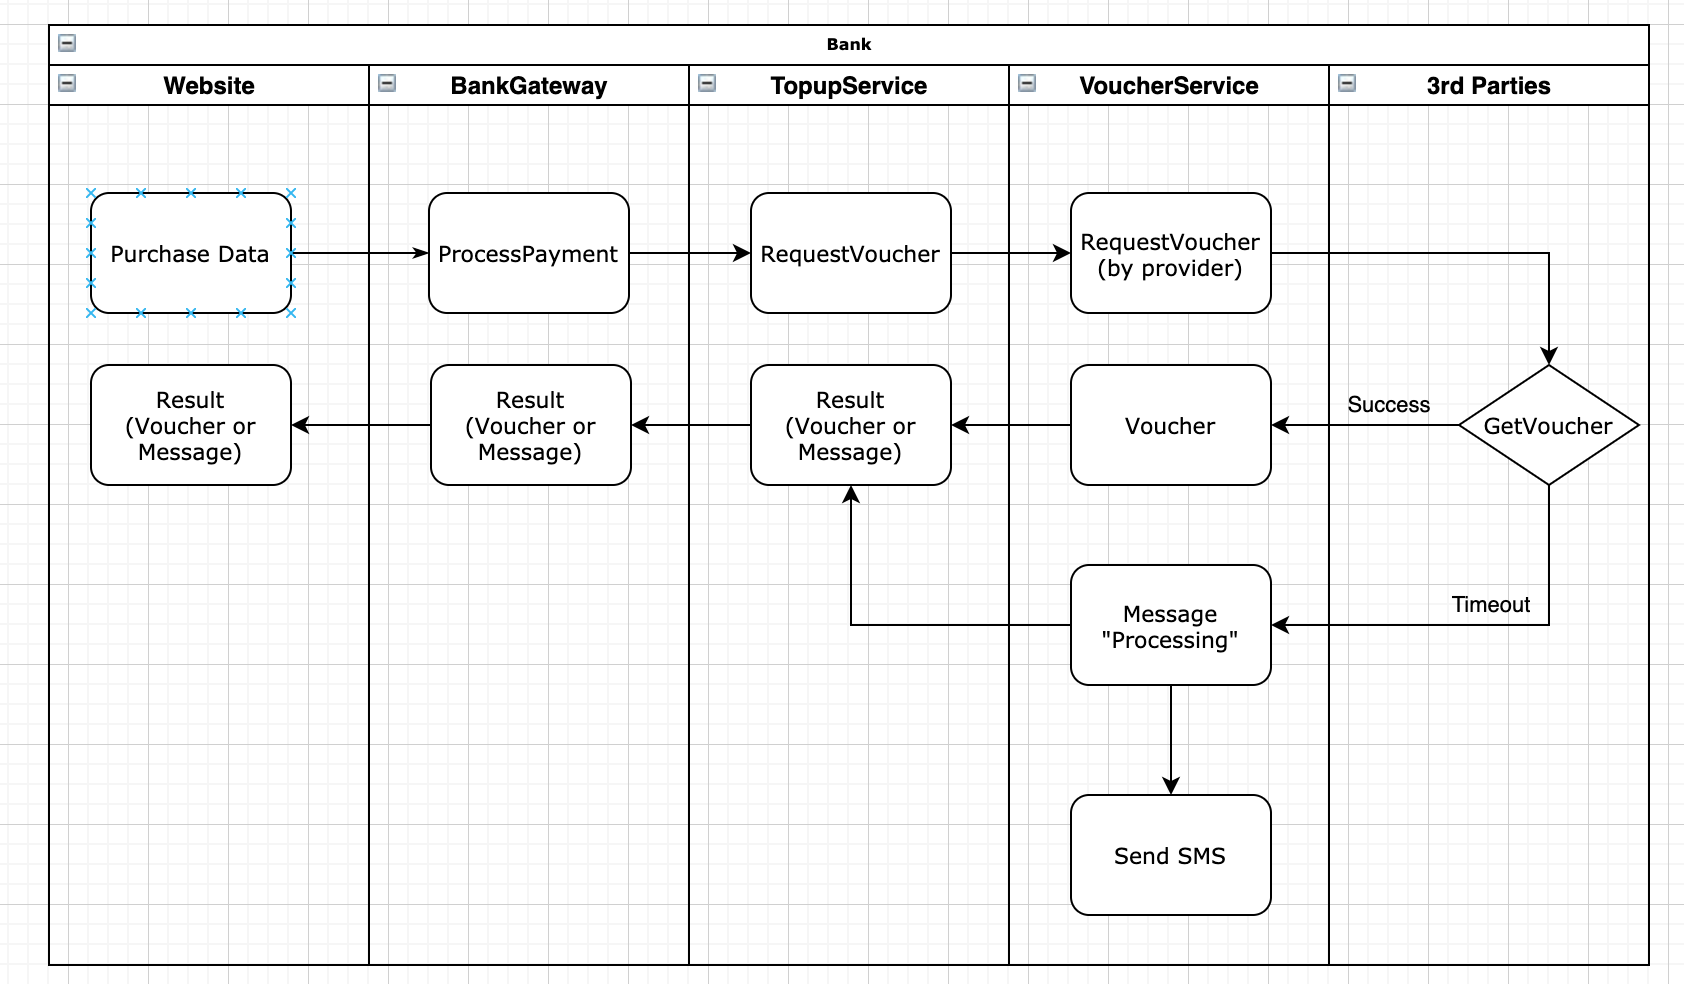 Bank
Website
BankGateway
TopupService
VoucherService
3rd Parties
Purchase Data
ProcessPayment
RequestVoucher
RequestVoucher
(by provider)
Result
(Voucher or
Message)
Result
(Voucher or
Message)
Result
(Voucher or
Message)
Voucher
Success
GetVoucher
Message
"Processing"
Timeout
Send SMS